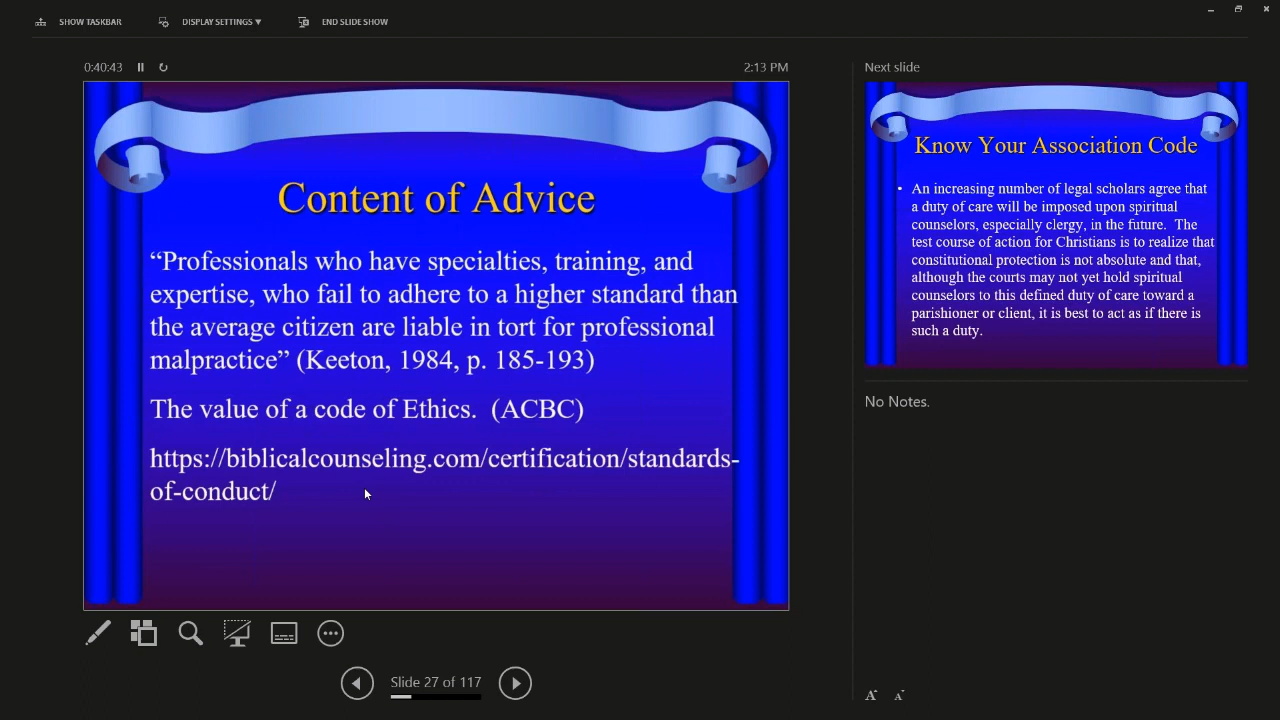 SHOW TASKBAR
DISPLAY SETTINGS ▼
END SLIDE SHOW
0:40:43
2:13 PM
Content of Advice
“Professionals who have specialties, training, and
expertise, who fail to adhere to a higher standard than
the average citizen are liable in tort for professional
malpractice” (Keeton, 1984, p. 185-193)
The value of a code of Ethics.  (ACBC)
https://biblicalcounseling.com/certification/standards-
of-conduct/
Slide 27 of 117
Next slide
Know Your Association Code
• An increasing number of legal scholars agree that
a duty of care will be imposed upon spiritual
counselors, especially clergy, in the future.  The
test course of action for Christians is to realize that
constitutional protection is not absolute and that,
although the courts may not yet hold spiritual
counselors to this defined duty of care toward a
parishioner or client, it is best to act as if there is
such a duty.
No Notes.
A A